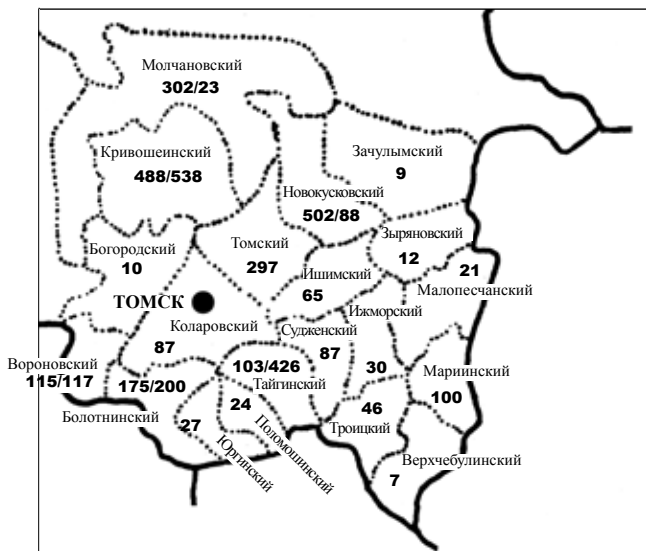 Молчановский
302/23
Кривошеинский
488/538
Зачулымский
9
Новокусковский
502/88
Богородский
10
Томский
297
Зыряновский
12
21
Малопесчанский
Ишимский
65
ТОМСК
Коларовский
87
Судженский
87
Ижморский
30
Вороновский
115/117
175/200
Болотнинский
103/426
Тайгинский
Мариинский
100
24
27
46
Троицкий
Юргинский
Поломошинский
Верхчебулинский
7